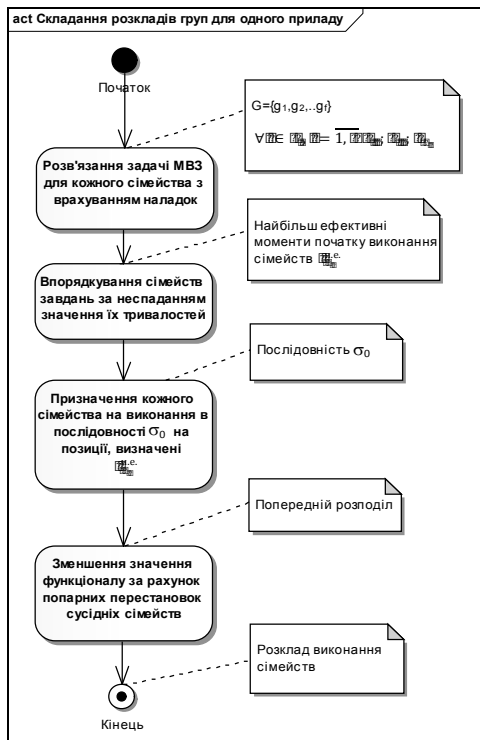 act Складання розкладів груп для одного приладу
Початок
G={g₁,g₂,..gf}
Розв'язання задачі МВЗ
для кожного сімейства з
врахуванням наладок
Найбільш ефективні
моменти початку виконання
сімейств
Впорядкування сімейств
завдань за неспаданням
значення їх тривалостей
Послідовність σ₀
Призначення кожного
сімейства на виконання в
послідовності σ₀ на
позиції, визначені
Попередній розподіл
Зменшення значення
функціоналу за рахунок
попарних перестановок
сусідніх сімейств
Розклад виконання
сімейств
Кінець